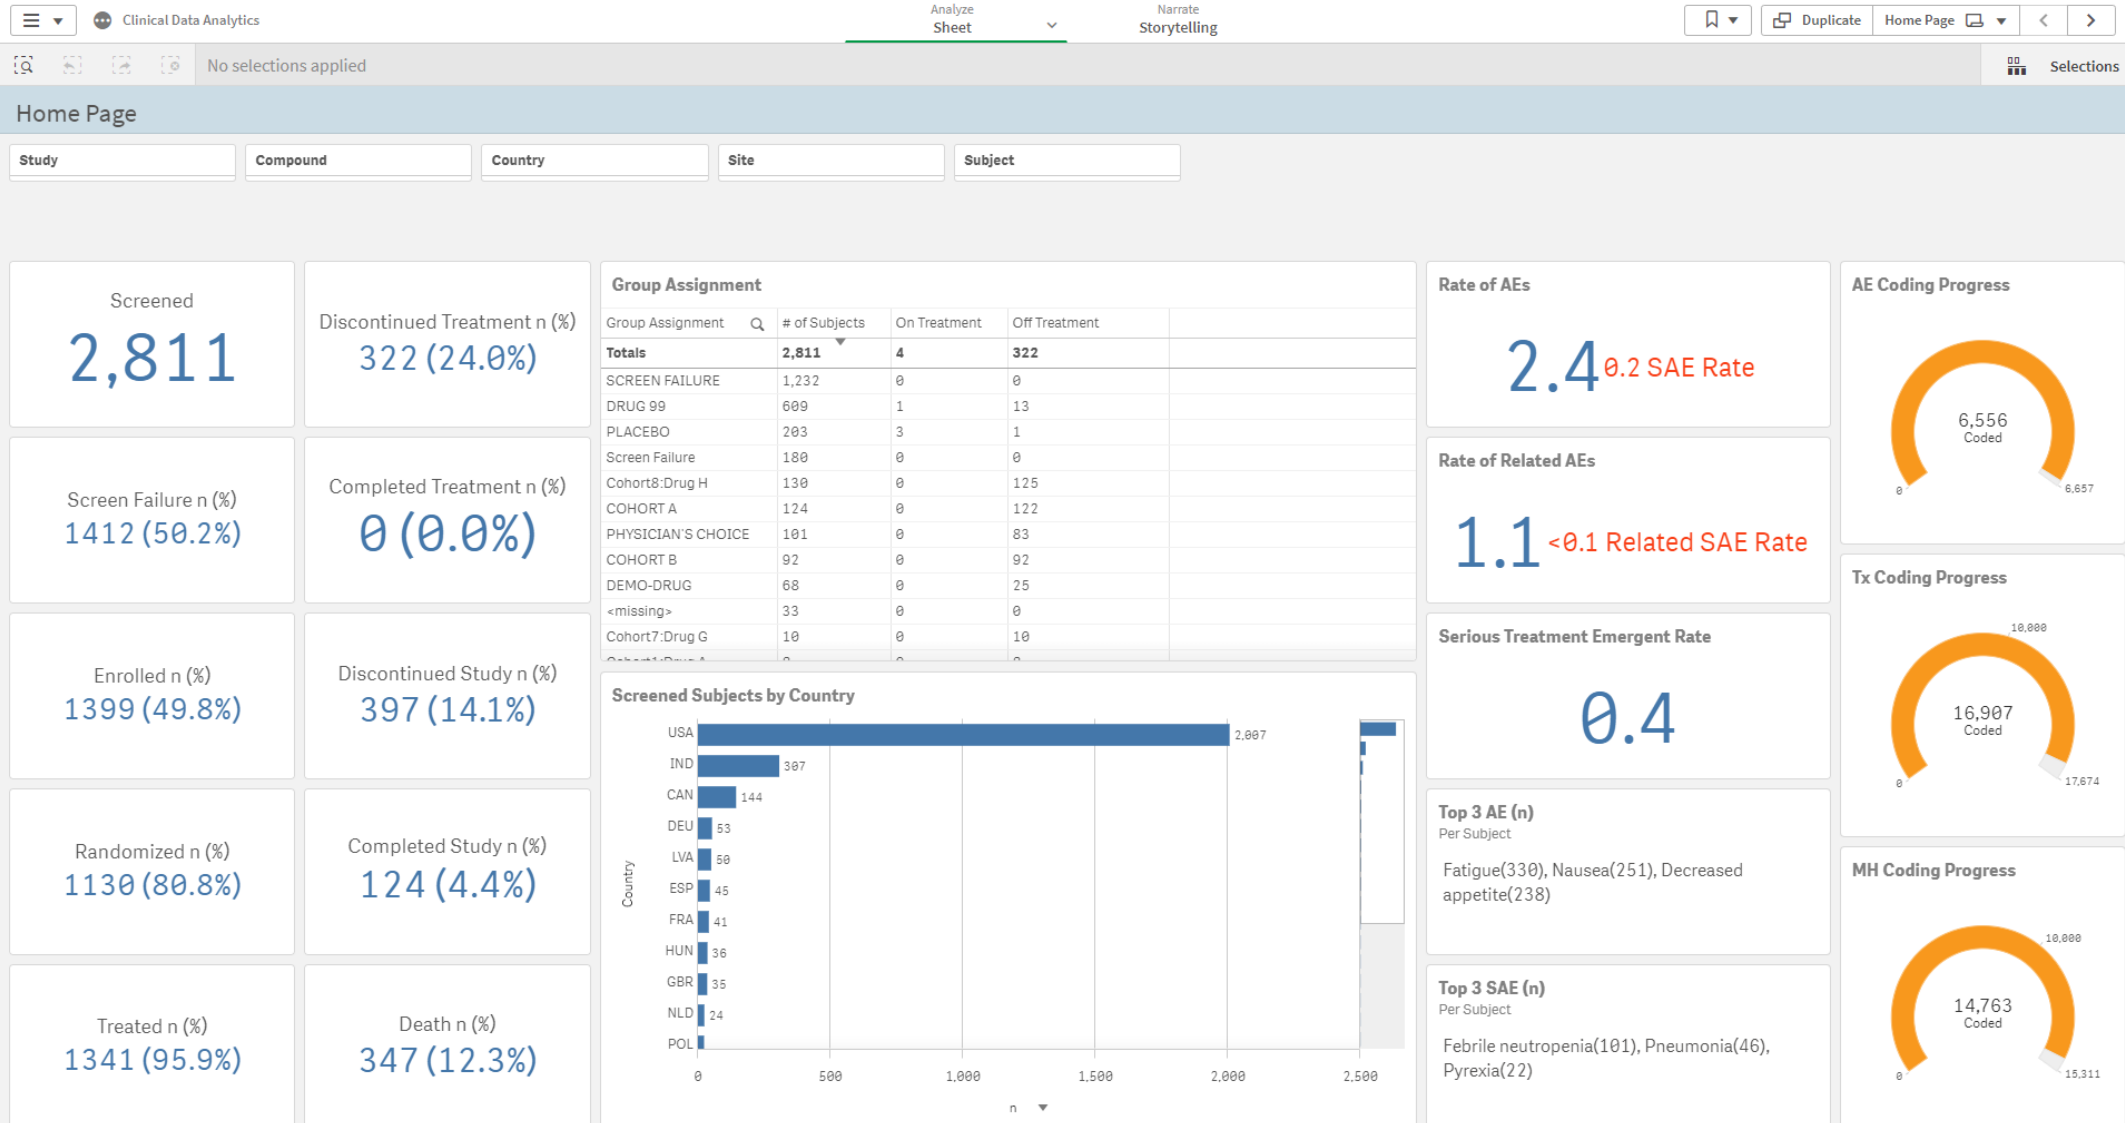 Clinical Data Analytics
Analyze
Sheet
Narrate
Storytelling
Duplicate
Home Page
No selections applied
Selections
Home Page
Study
Compound
Country
Site
Subject
Screened
2,811
Discontinued Treatment n (%)
322 (24.0%)
Screen Failure n (%)
1412 (50.2%)
Completed Treatment n (%)
0 (0.0%)
Enrolled n (%)
1399 (49.8%)
Discontinued Study n (%)
397 (14.1%)
Randomized n (%)
1130 (80.8%)
Completed Study n (%)
124 (4.4%)
Treated n (%)
1341 (95.9%)
Death n (%)
347 (12.3%)
Group Assignment
Group Assignment # of Subjects On Treatment Off Treatment
Totals 2,811 4 322
SCREEN FAILURE 1,232 0 0
DRUG 99 609 1 13
PLACEBO 203 3 1
Screen Failure 180 0 0
Cohort8:Drug H 130 0 125
COHORT A 124 0 122
PHYSICIAN'S CHOICE 101 0 83
COHORT B 92 0 92
DEMO-DRUG 68 0 25
<missing> 33 0 0
Cohort7:Drug G 10 0 10
Screened Subjects by Country
Country
USA 2,007
IND 307
CAN 144
DEU 53
LVA 50
ESP 45
FRA 41
HUN 36
GBR 35
NLD 24
POL
0 500 1,000 1,500 2,000 2,500
n
Rate of AEs
2.4 0.2 SAE Rate
Rate of Related AEs
1.1 <0.1 Related SAE Rate
Serious Treatment Emergent Rate
0.4
Top 3 AE (n)
Per Subject
Fatigue(330), Nausea(251), Decreased
appetite(238)
Top 3 SAE (n)
Per Subject
Febrile neutropenia(101), Pneumonia(46),
Pyrexia(22)
AE Coding Progress
6,556
Coded
0 6,657
Tx Coding Progress
10,000
16,907
Coded
0 17,674
MH Coding Progress
10,000
14,763
Coded
0 15,311